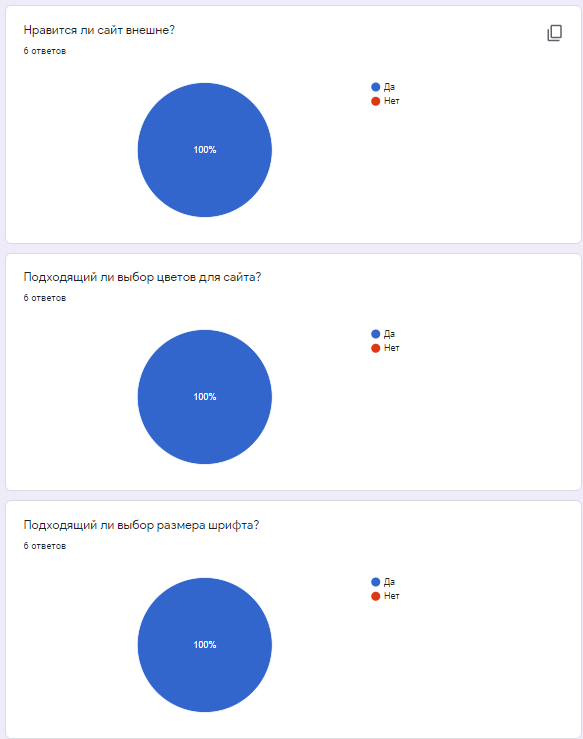 Нравится ли сайт внешне?
6 ответов
Да
Нет
100%
Подходящий ли выбор цветов для сайта?
6 ответов
Да
Нет
100%
Подходящий ли выбор размера шрифта?
6 ответов
Да
Нет
100%